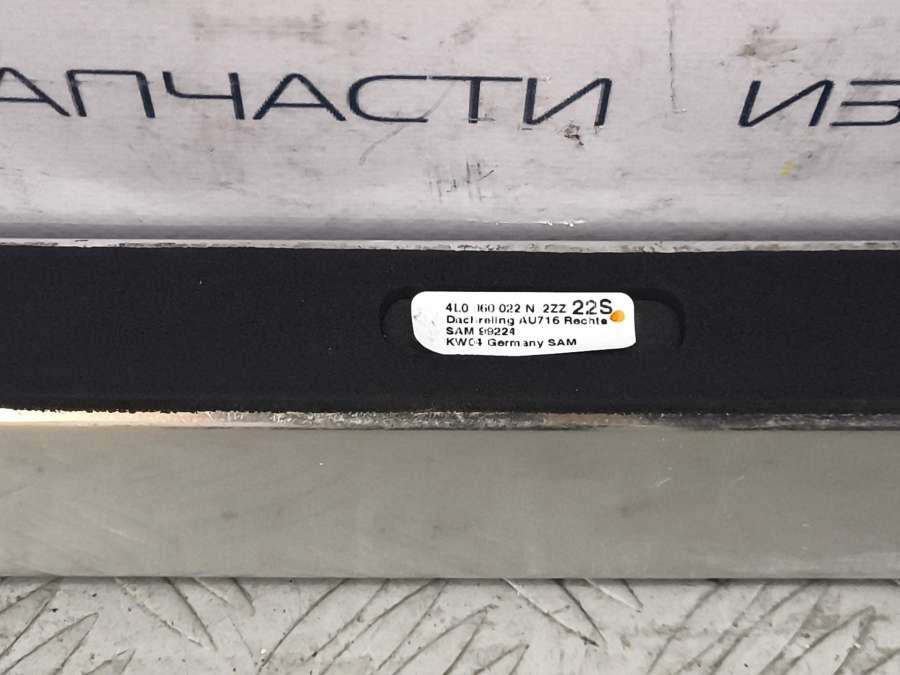 АПЧАСТИ ИЗ
4L0 860 022 N 2ZZ 22S
Dachreling AU716 Rechts
SAM 99224
KW04 Germany SAM